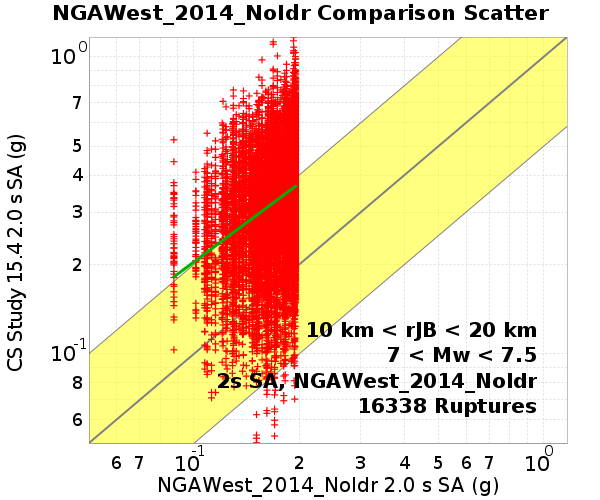 NGAWest_2014_NoIdr Comparison Scatter
CS Study 15.4 2.0 s SA (g)
10⁰
7
5
4
3
2
10⁻¹
8
6
10 km < rJB < 20 km
7 < Mw < 7.5
2s SA, NGAWest_2014_NoIdr
16338 Ruptures
6 7 10⁻¹ 2 3 4 5 6 7 10⁰
NGAWest_2014_NoIdr 2.0 s SA (g)